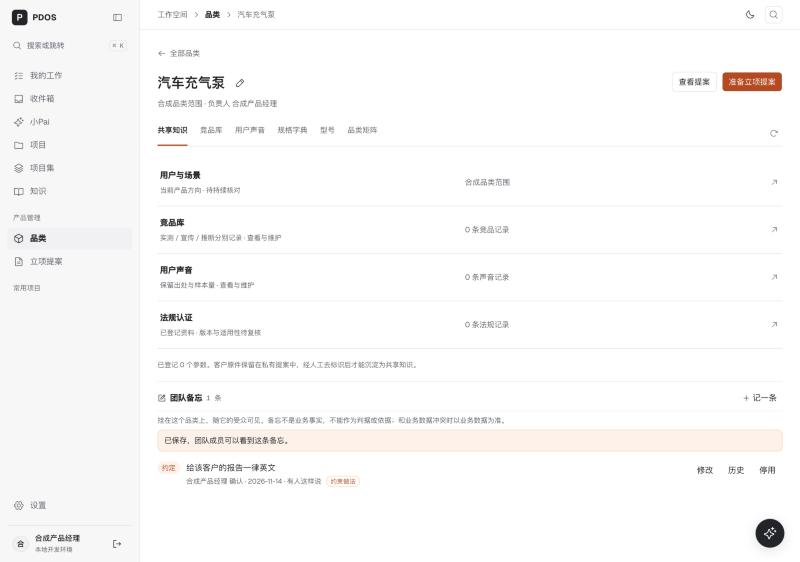 P PDOS
搜索或跳转 ⌘ K
我的工作
收件箱
小Pai
项目
项目集
知识
产品管理
品类
立项提案
常用项目
设置
合 合成产品经理
本地开发环境
工作空间 > 品类 > 汽车充气泵
← 全部品类
汽车充气泵
查看提案 准备立项提案
合成品类范围 · 负责人 合成产品经理
共享知识 竞品库 用户声音 规格字典 型号 品类矩阵
用户与场景
当前产品方向 · 待持续核对
合成品类范围
竞品库
实测 / 宣传 / 推断分别记录 · 查看与维护
0 条竞品记录
用户声音
保留出处与样本量 · 查看与维护
0 条声音记录
法规认证
已登记资料 · 版本与适用性待复核
0 条法规记录
已登记 0 个参数。客户原件保留在私有提案中，经人工去标识后才能沉淀为共享知识。
团队备忘 1 条
+ 记一条
挂在这个品类上，随它的受众可见。备忘不是业务事实，不能作为判据或依据；和业务数据冲突时以业务数据为准。
已保存，团队成员可以看到这条备忘。
约定 给该客户的报告一律英文
合成产品经理 确认 · 2026-11-14 · 有人这样说 约束做法
修改 历史 停用